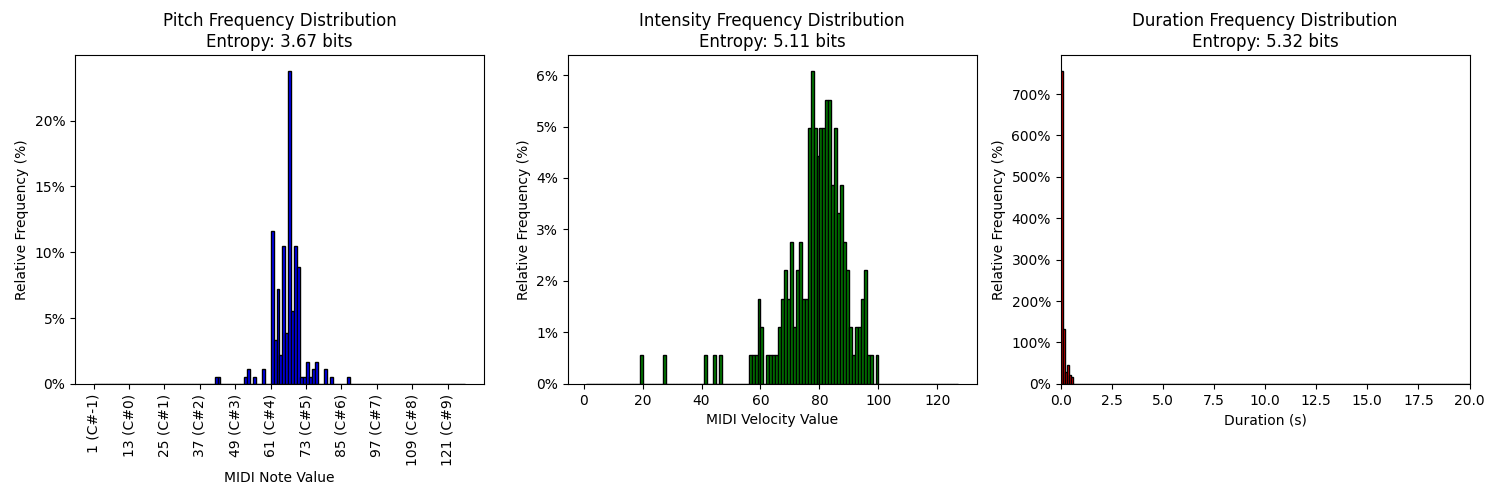 Pitch Frequency Distribution
Entropy: 3.67 bits
Relative Frequency (%)
20%
15%
10%
5%
0%
1 (C#-1)
13 (C#0)
25 (C#1)
37 (C#2)
49 (C#3)
61 (C#4)
73 (C#5)
85 (C#6)
97 (C#7)
109 (C#8)
121 (C#9)
MIDI Note Value
Intensity Frequency Distribution
Entropy: 5.11 bits
Relative Frequency (%)
6%
5%
4%
3%
2%
1%
0%
0 20 40 60 80 100 120
MIDI Velocity Value
Duration Frequency Distribution
Entropy: 5.32 bits
Relative Frequency (%)
700%
600%
500%
400%
300%
200%
100%
0%
0.0 2.5 5.0 7.5 10.0 12.5 15.0 17.5 20.0
Duration (s)